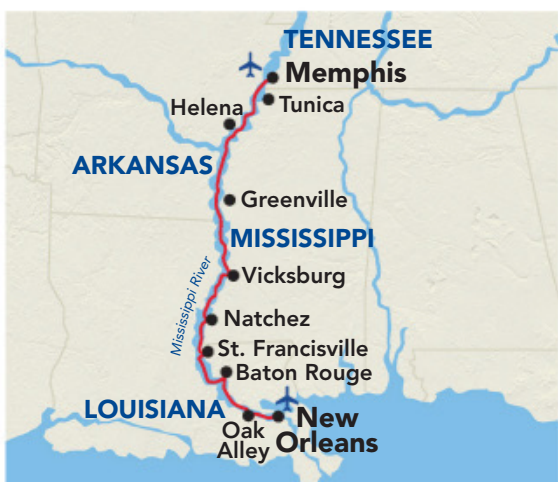 TENNESSEE
Memphis
Tunica
Helena
ARKANSAS
Greenville
MISSISSIPPI
Vicksburg
Mississippi River
Natchez
St. Francisville
Baton Rouge
LOUISIANA
Oak
Alley
New
Orleans